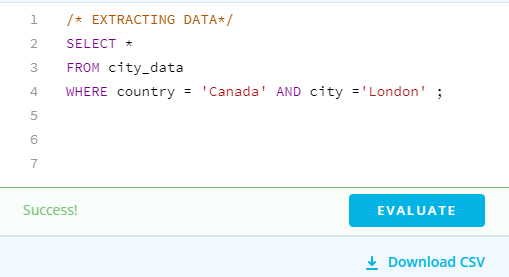 1 /* EXTRACTING DATA*/
2 SELECT *
3 FROM city_data
4 WHERE country = 'Canada' AND city ='London' ;
5
6
7
Success!
EVALUATE
Download CSV